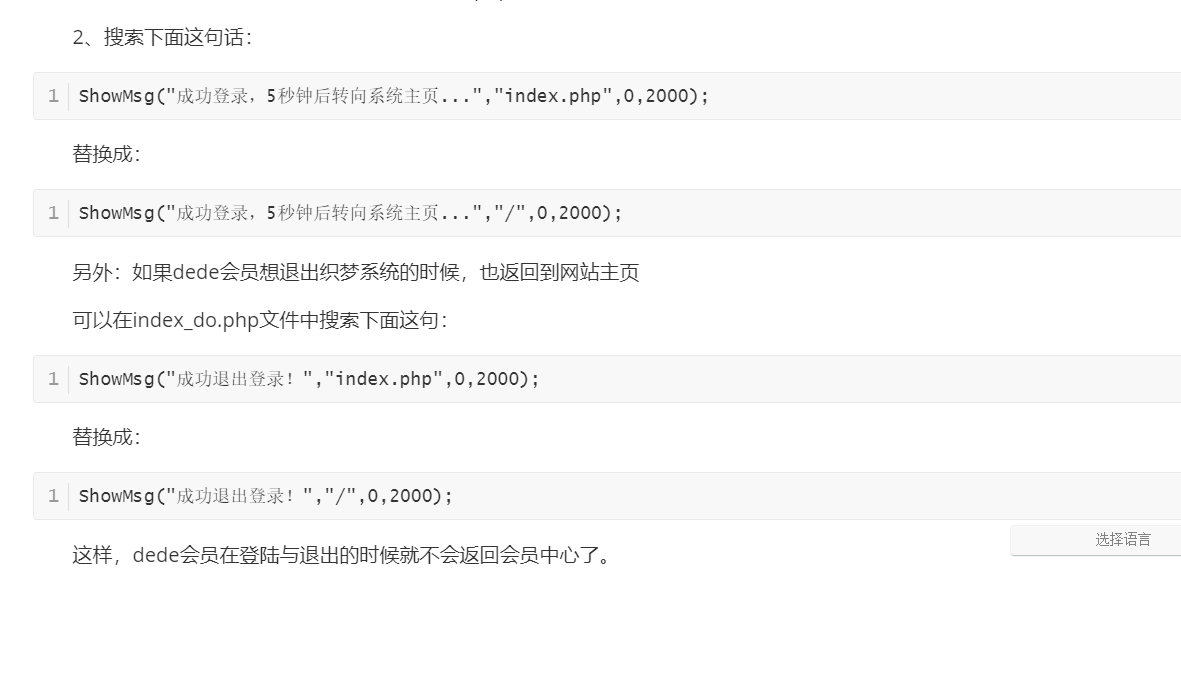 2、搜索下面这句话：
1 ShowMsg("成功登录，5秒钟后转向系统主页...","index.php",0,2000);
替换成：
1 ShowMsg("成功登录，5秒钟后转向系统主页...","/",0,2000);
另外：如果dede会员想退出织梦系统的时候，也返回到网站主页
可以在index_do.php文件中搜索下面这句：
1 ShowMsg("成功退出登录！","index.php",0,2000);
替换成：
1 ShowMsg("成功退出登录！","/",0,2000);
选择语言
这样，dede会员在登陆与退出的时候就不会返回会员中心了。